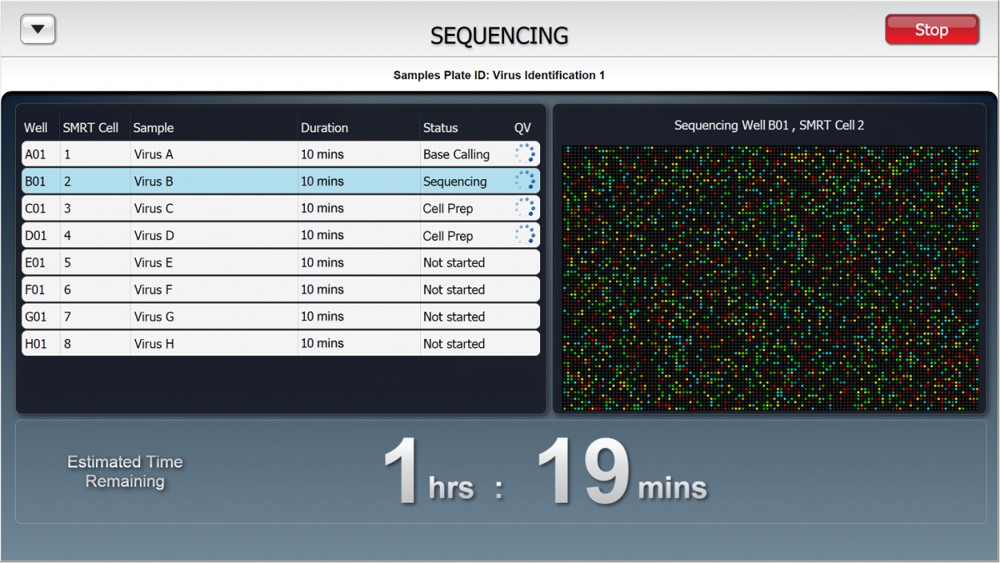 SEQUENCING
Stop
Samples Plate ID: Virus Identification 1
Well SMRT Cell Sample Duration Status QV
A01 1 Virus A 10 mins Base Calling
B01 2 Virus B 10 mins Sequencing
C01 3 Virus C 10 mins Cell Prep
D01 4 Virus D 10 mins Cell Prep
E01 5 Virus E 10 mins Not started
F01 6 Virus F 10 mins Not started
G01 7 Virus G 10 mins Not started
H01 8 Virus H 10 mins Not started
Sequencing Well B01 , SMRT Cell 2
Estimated Time
Remaining
1 hrs : 19 mins